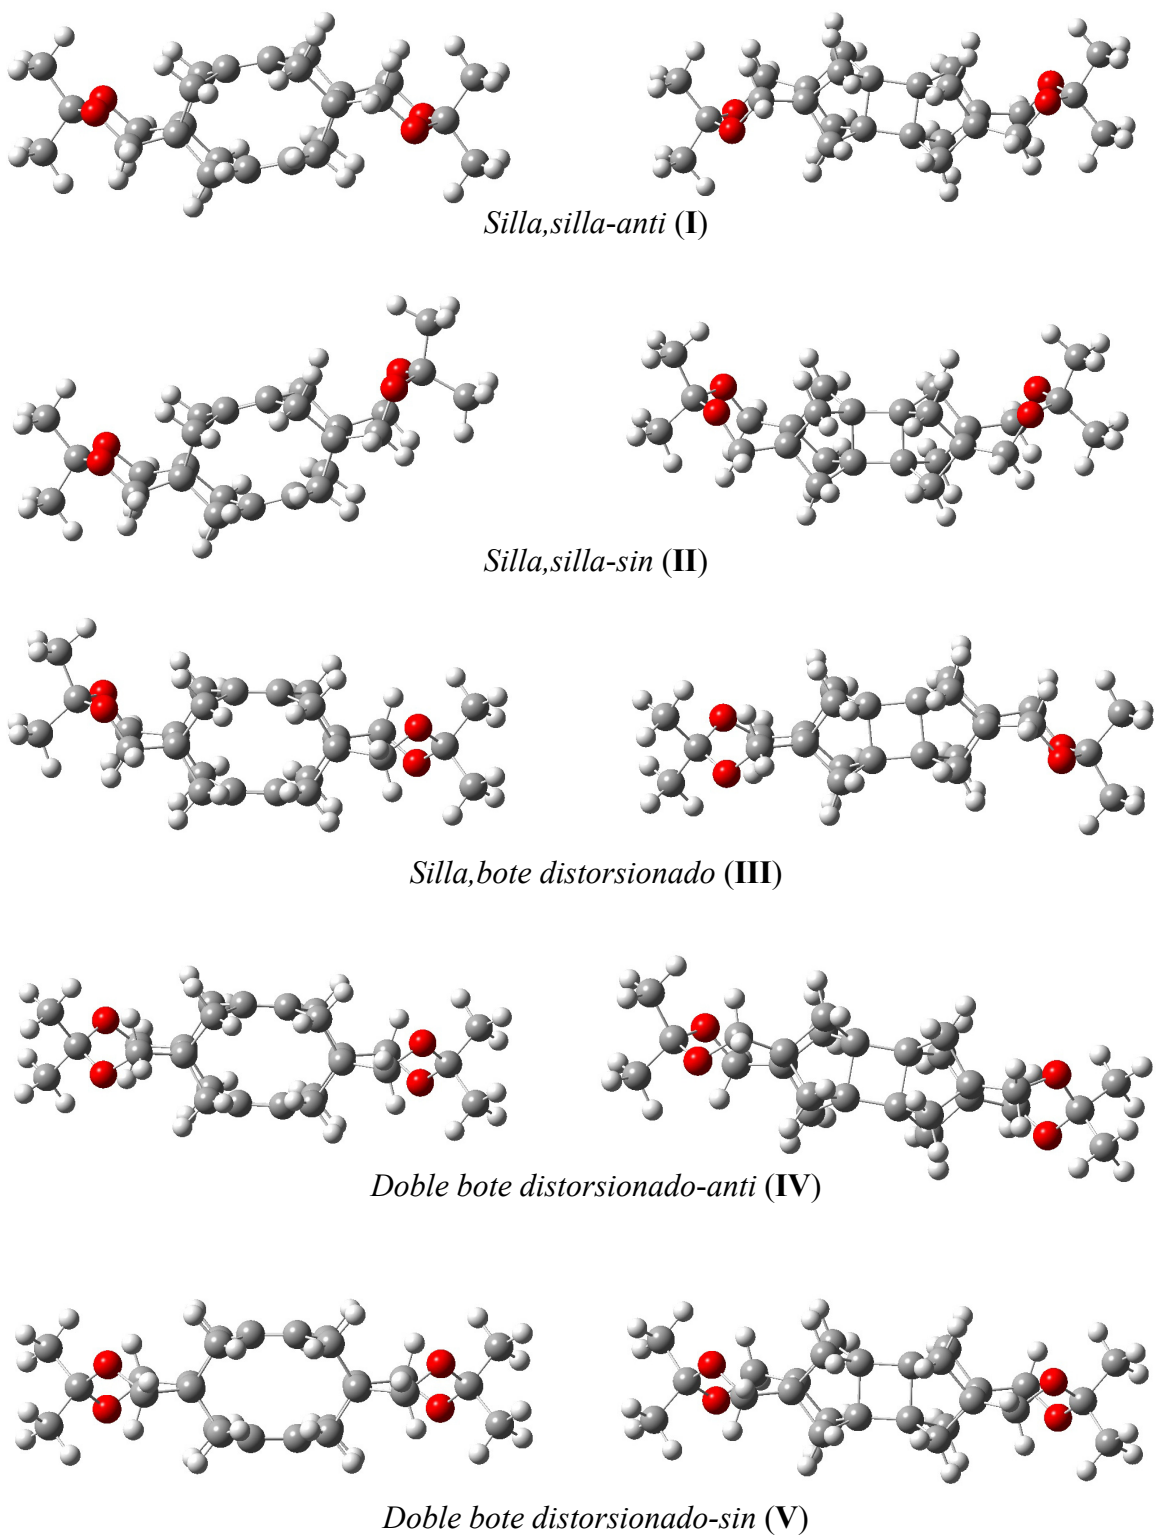 Silla,silla-anti (I)
Silla,silla-sin (II)
Silla,bote distorsionado (III)
Doble bote distorsionado-anti (IV)
Doble bote distorsionado-sin (V)